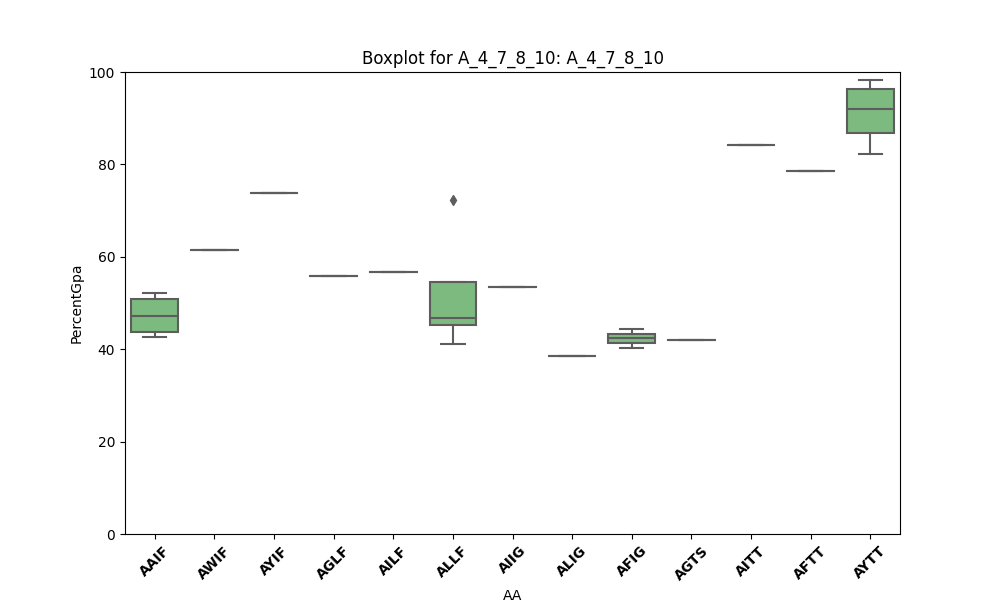 Boxplot for A_4_7_8_10: A_4_7_8_10
100
80
60
40
20
0
PercentGpa
AAIF AWIF AYIF AGLF AILF ALLF AIIG ALIG AFIG AGTS AITT AFTT AYTT
AA